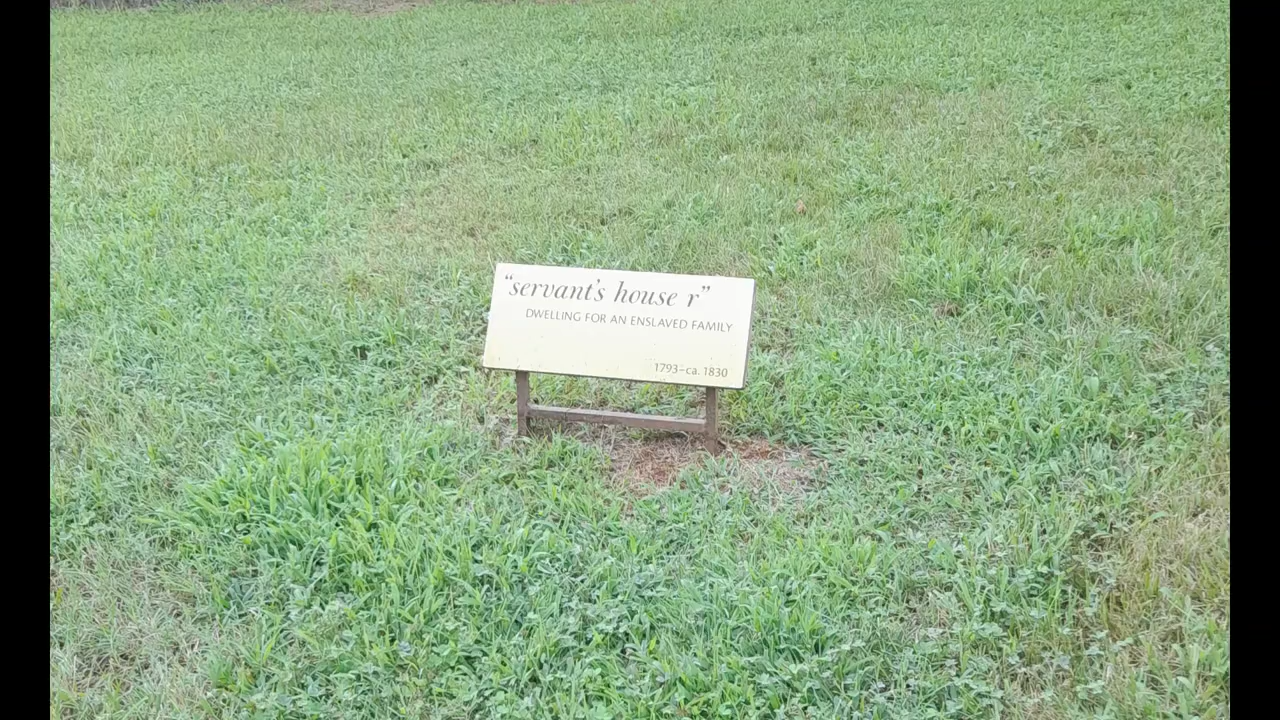 “servant's house r”
DWELLING FOR AN ENSLAVED FAMILY
1793–ca. 1830